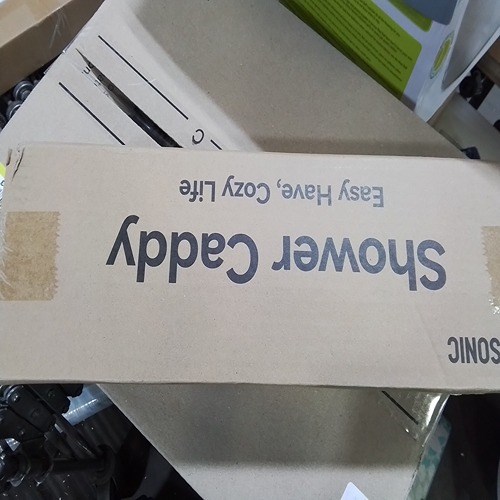 SONIC
Shower Caddy
Easy Have, Cozy Life